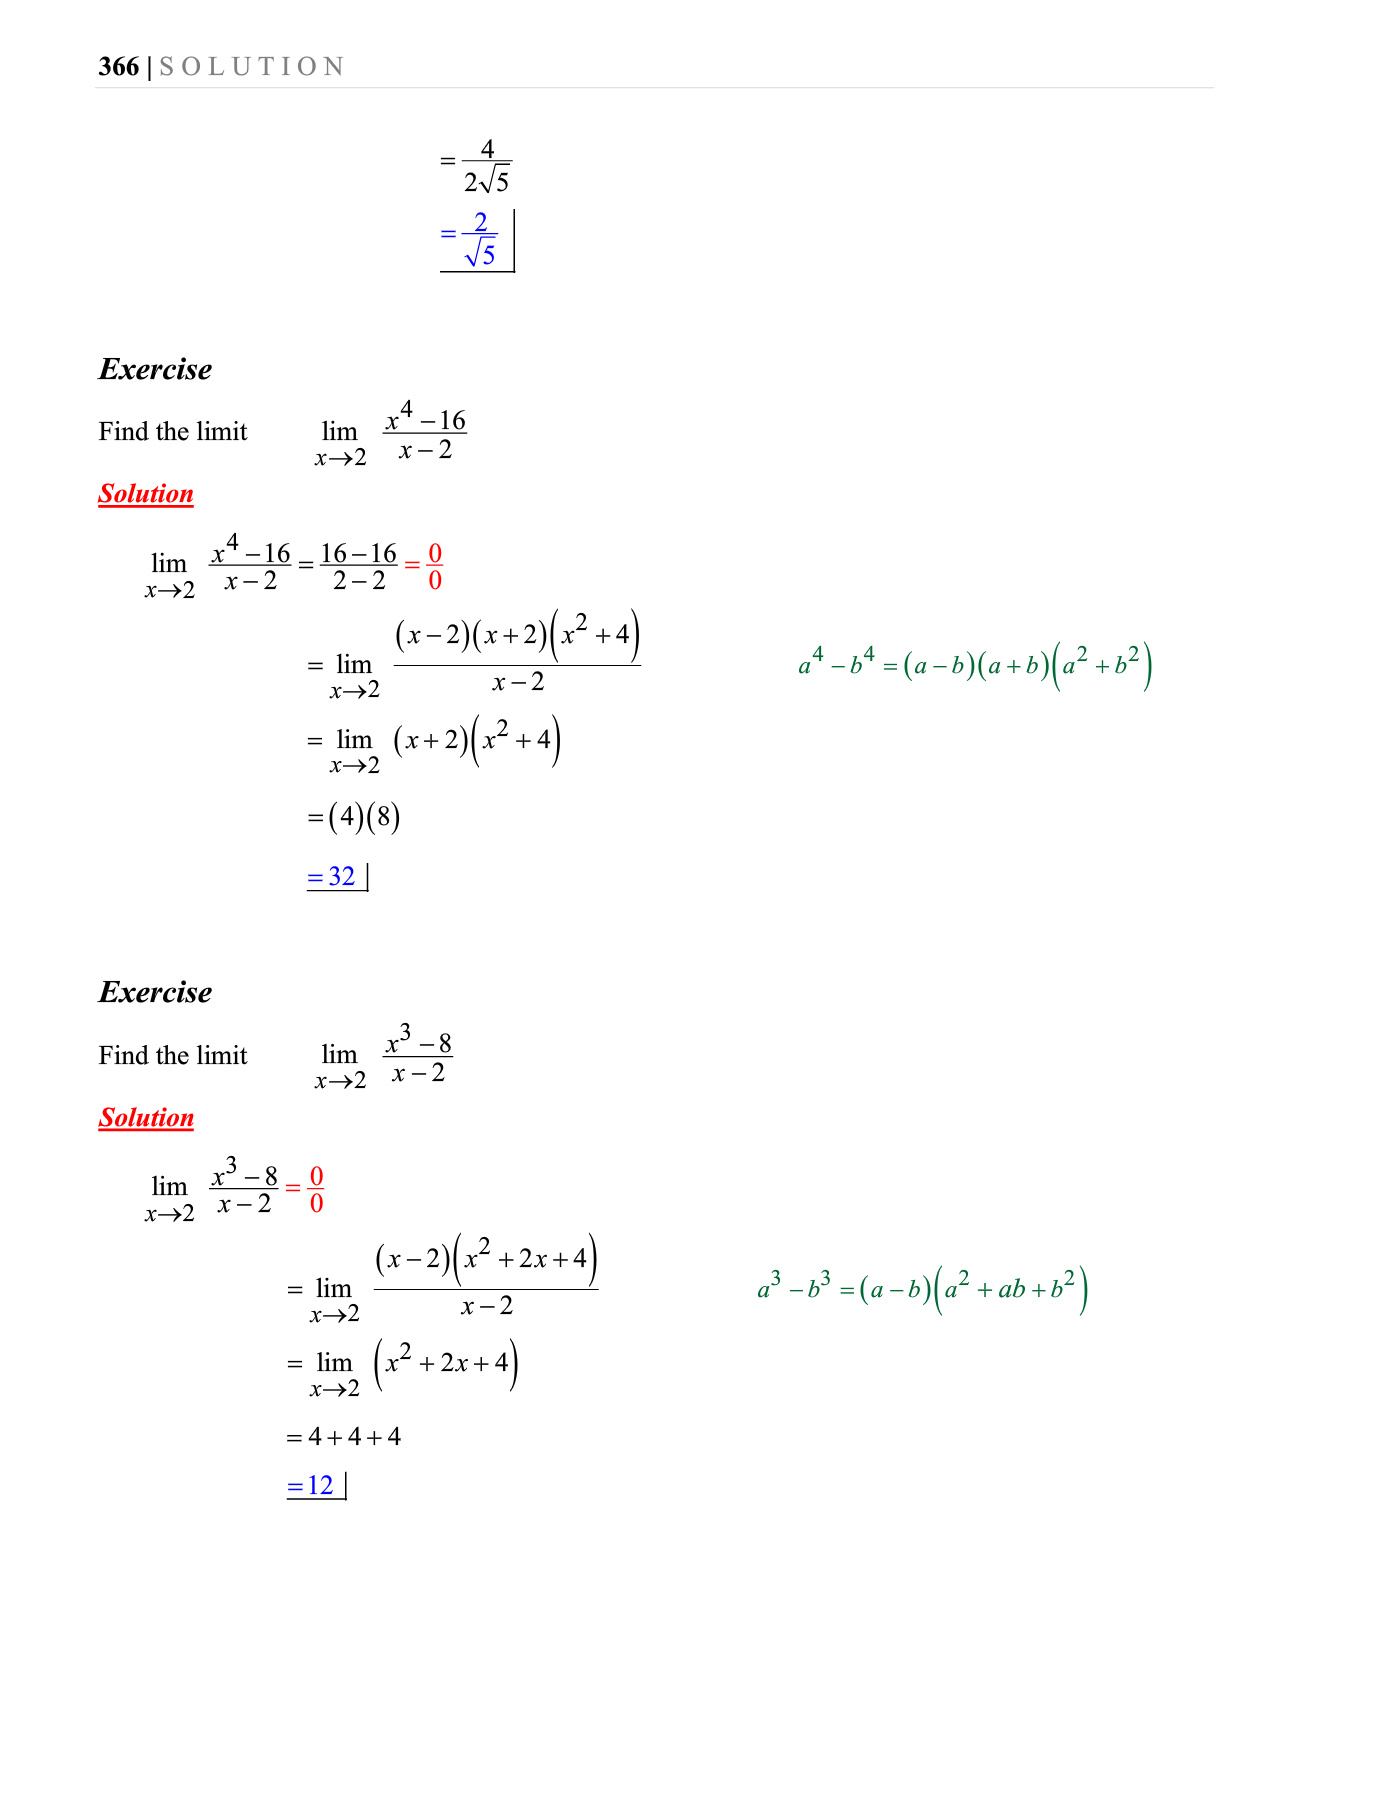 366 | S O L U T I O N
= \frac{4}{2\sqrt{5}}
= \frac{2}{\sqrt{5}}
Exercise
Find the limit \lim_{x \to 2} \frac{x^4 - 16}{x - 2}
Solution
\lim_{x \to 2} \frac{x^4 - 16}{x - 2} = \frac{16 - 16}{2 - 2} = \frac{0}{0}
= \lim_{x \to 2} \frac{(x - 2)(x + 2)(x^2 + 4)}{x - 2} a^4 - b^4 = (a - b)(a + b)(a^2 + b^2)
= \lim_{x \to 2} (x + 2)(x^2 + 4)
= (4)(8)
= 32
Exercise
Find the limit \lim_{x \to 2} \frac{x^3 - 8}{x - 2}
Solution
\lim_{x \to 2} \frac{x^3 - 8}{x - 2} = \frac{0}{0}
= \lim_{x \to 2} \frac{(x - 2)(x^2 + 2x + 4)}{x - 2} a^3 - b^3 = (a - b)(a^2 + ab + b^2)
= \lim_{x \to 2} (x^2 + 2x + 4)
= 4 + 4 + 4
= 12